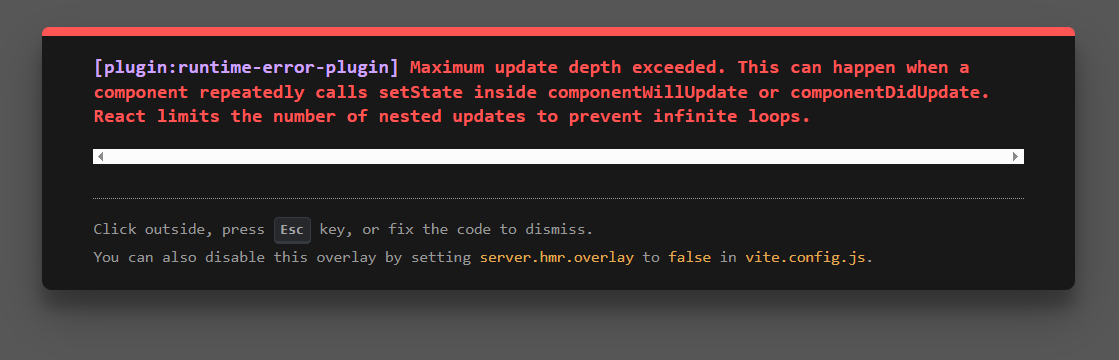 [plugin:runtime-error-plugin] Maximum update depth exceeded. This can happen when a
component repeatedly calls setState inside componentWillUpdate or componentDidUpdate.
React limits the number of nested updates to prevent infinite loops.
Click outside, press Esc key, or fix the code to dismiss.
You can also disable this overlay by setting server.hmr.overlay to false in vite.config.js.